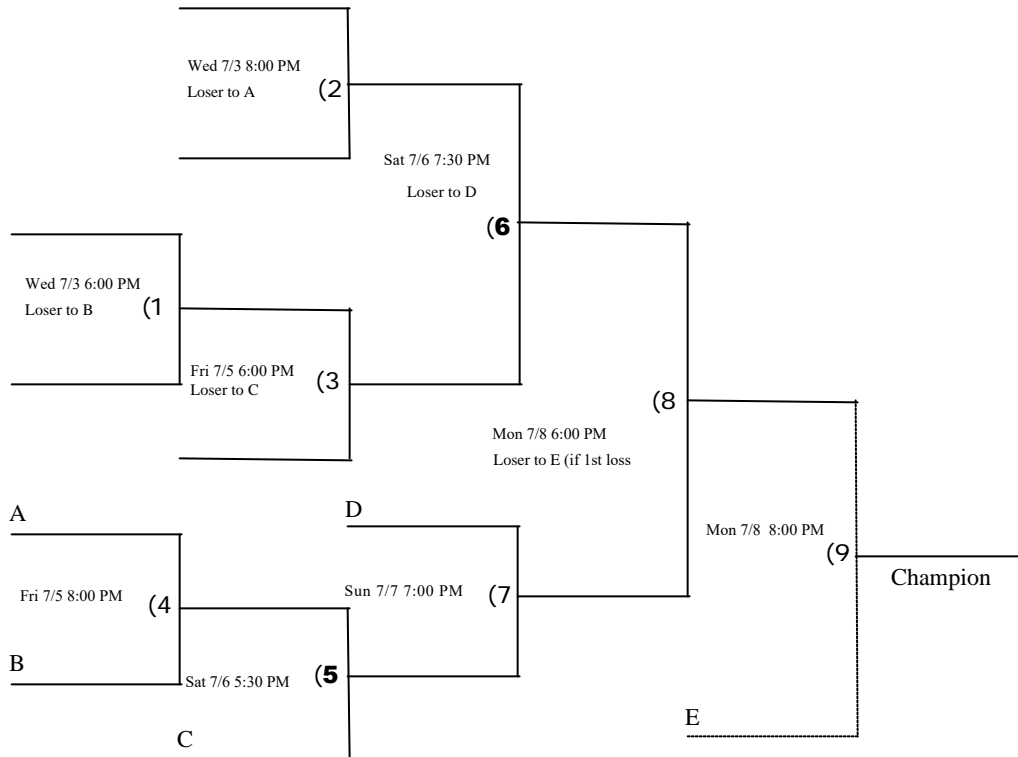 Wed 7/3 8:00 PM
Loser to A
(2
Sat 7/6 7:30 PM
Loser to D
(6
Wed 7/3 6:00 PM
Loser to B
(1
Fri 7/5 6:00 PM
Loser to C
(3
(8
Mon 7/8 6:00 PM
Loser to E (if 1st loss
A
D
Mon 7/8 8:00 PM
(9
Champion
Fri 7/5 8:00 PM
(4
Sun 7/7 7:00 PM
(7
B
Sat 7/6 5:30 PM
(5
C
E